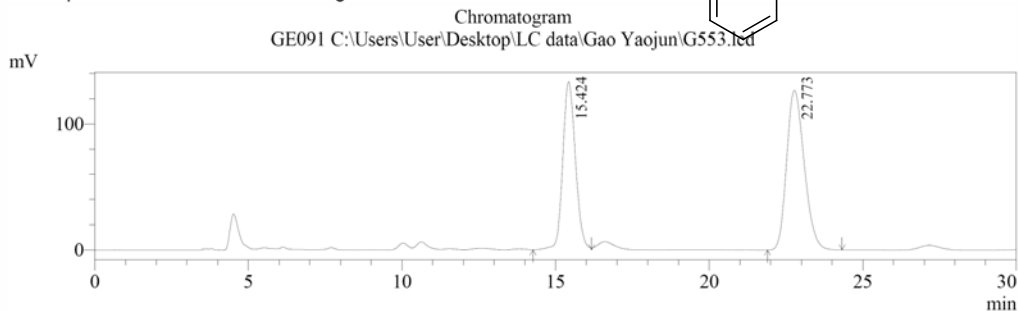 Chromatogram
GE091 C:\Users\User\Desktop\LC data\Gao Yaojun\G553.lcd
mV
15.424
22.773
100
0
0 5 10 15 20 25 30
min